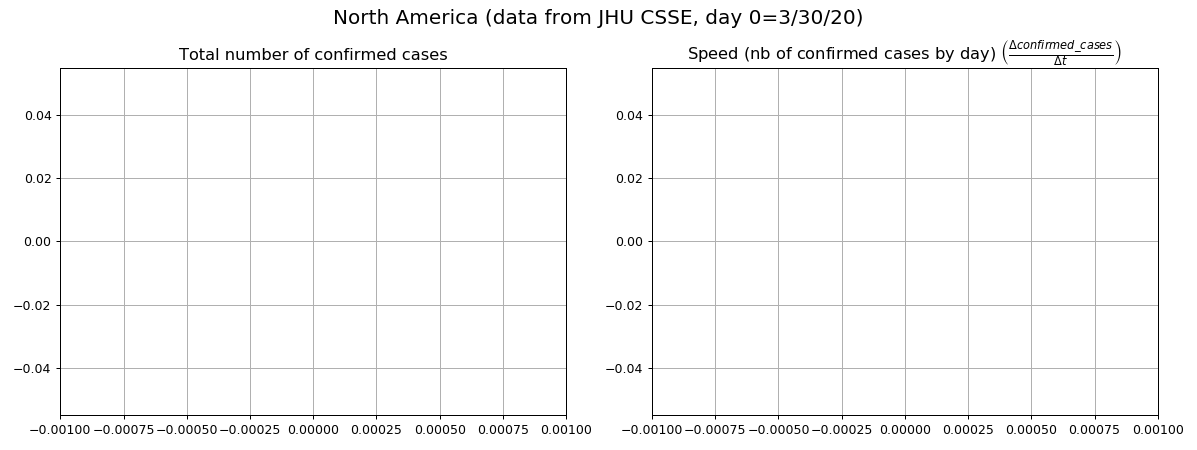 North America (data from JHU CSSE, day 0=3/30/20)
Total number of confirmed cases
Speed (nb of confirmed cases by day) (Δconfirmed_cases/Δt)
0.04
0.02
0.00
−0.02
−0.04
−0.00100 −0.00075 −0.00050 −0.00025 0.00000 0.00025 0.00050 0.00075 0.00100
0.04
0.02
0.00
−0.02
−0.04
−0.00100 −0.00075 −0.00050 −0.00025 0.00000 0.00025 0.00050 0.00075 0.00100